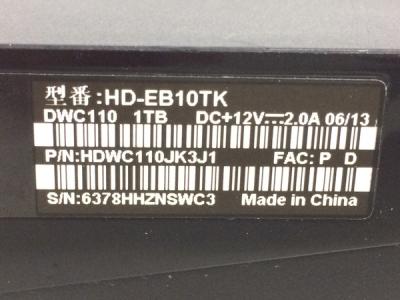 型番:HD-EB10TK
DWC110 1TB DC+12V⎓2.0A 06/13
P/N:HDWC110JK3J1 FAC: P D
S/N:6378HHZNSWC3 Made in China